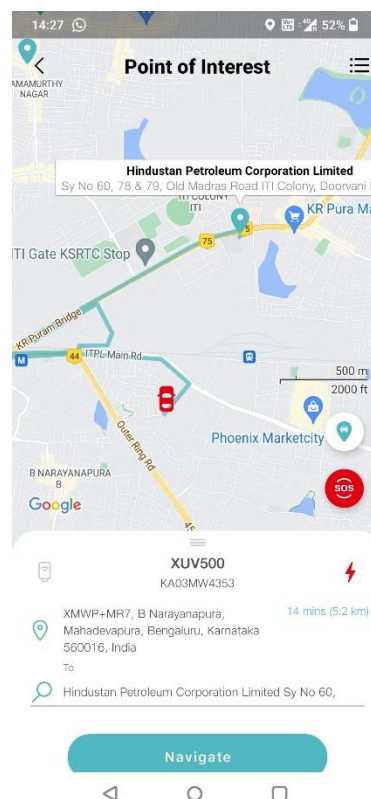 14:27 52%
Point of Interest
AMAMURTHY
NAGAR
Hindustan Petroleum Corporation Limited
Sy No 60, 78 & 79, Old Madras Road ITI Colony, Doorvani
ITI COLONY
ITI
KR Pura Ma
ITI Gate KSRTC Stop
75
5
KR Puram Bridge
M
44
ITPL Main Rd
500 m
2000 ft
Phoenix Marketcity
Outer Ring Rd
B NARAYANAPURA
B
SOS
Google
45
XUV500
KA03MW4353
XMWP+MR7, B Narayanapura, 14 mins (5.2 km)
Mahadevapura, Bengaluru, Karnataka
560016, India
To
Hindustan Petroleum Corporation Limited Sy No 60,
Navigate